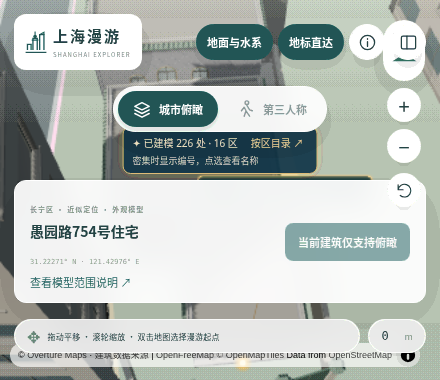 上海漫游
SHANGHAI EXPLORER
地面与水系
地标直达
城市俯瞰
第三人称
✦ 已建模 226 处 · 16 区 按区目录 ↗
密集时显示编号，点选查看名称
长宁区 · 近似定位 · 外观模型
愚园路754号住宅
31.22271° N · 121.42976° E
当前建筑仅支持俯瞰
查看模型范围说明 ↗
拖动平移 · 滚轮缩放 · 双击地图选择漫游起点
0 m
© Overture Maps · 建筑数据来源 | OpenFreeMap © OpenMapTiles Data from OpenStreetMap